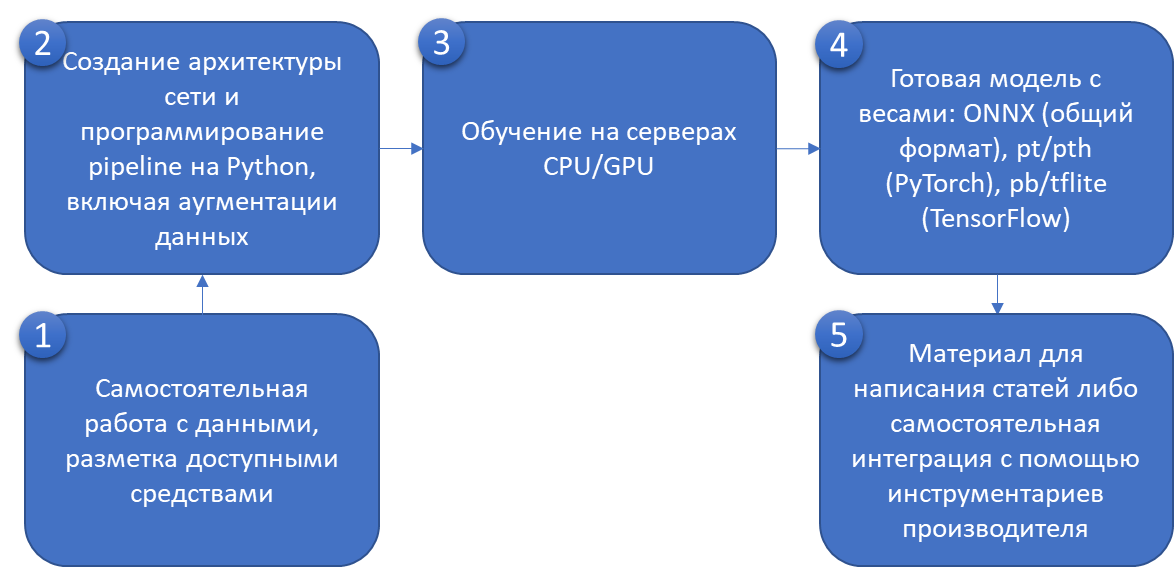 2
Создание архитектуры
сети и
программирование
pipeline на Python,
включая аугментации
данных
3
Обучение на серверах
CPU/GPU
4
Готовая модель с
весами: ONNX (общий
формат), pt/pth
(PyTorch), pb/tflite
(TensorFlow)
1
Самостоятельная
работа с данными,
разметка доступными
средствами
5
Материал для
написания статей либо
самостоятельная
интеграция с помощью
инструментариев
производителя